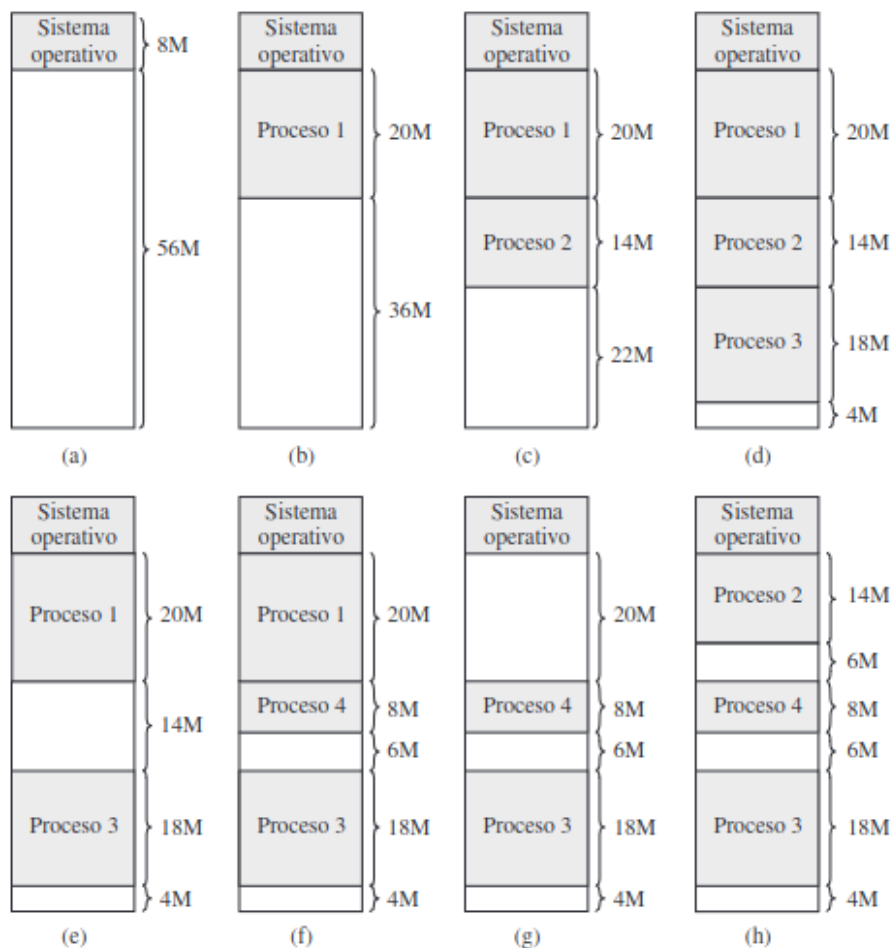 Sistema
operativo
8M
56M
(a)
Sistema
operativo
Proceso 1
20M
36M
(b)
Sistema
operativo
Proceso 1
20M
Proceso 2
14M
22M
(c)
Sistema
operativo
Proceso 1
20M
Proceso 2
14M
Proceso 3
18M
4M
(d)
Sistema
operativo
Proceso 1
20M
14M
Proceso 3
18M
4M
(e)
Sistema
operativo
Proceso 1
20M
Proceso 4
8M
6M
Proceso 3
18M
4M
(f)
Sistema
operativo
20M
Proceso 4
8M
6M
Proceso 3
18M
4M
(g)
Sistema
operativo
Proceso 2
14M
6M
Proceso 4
8M
6M
Proceso 3
18M
4M
(h)